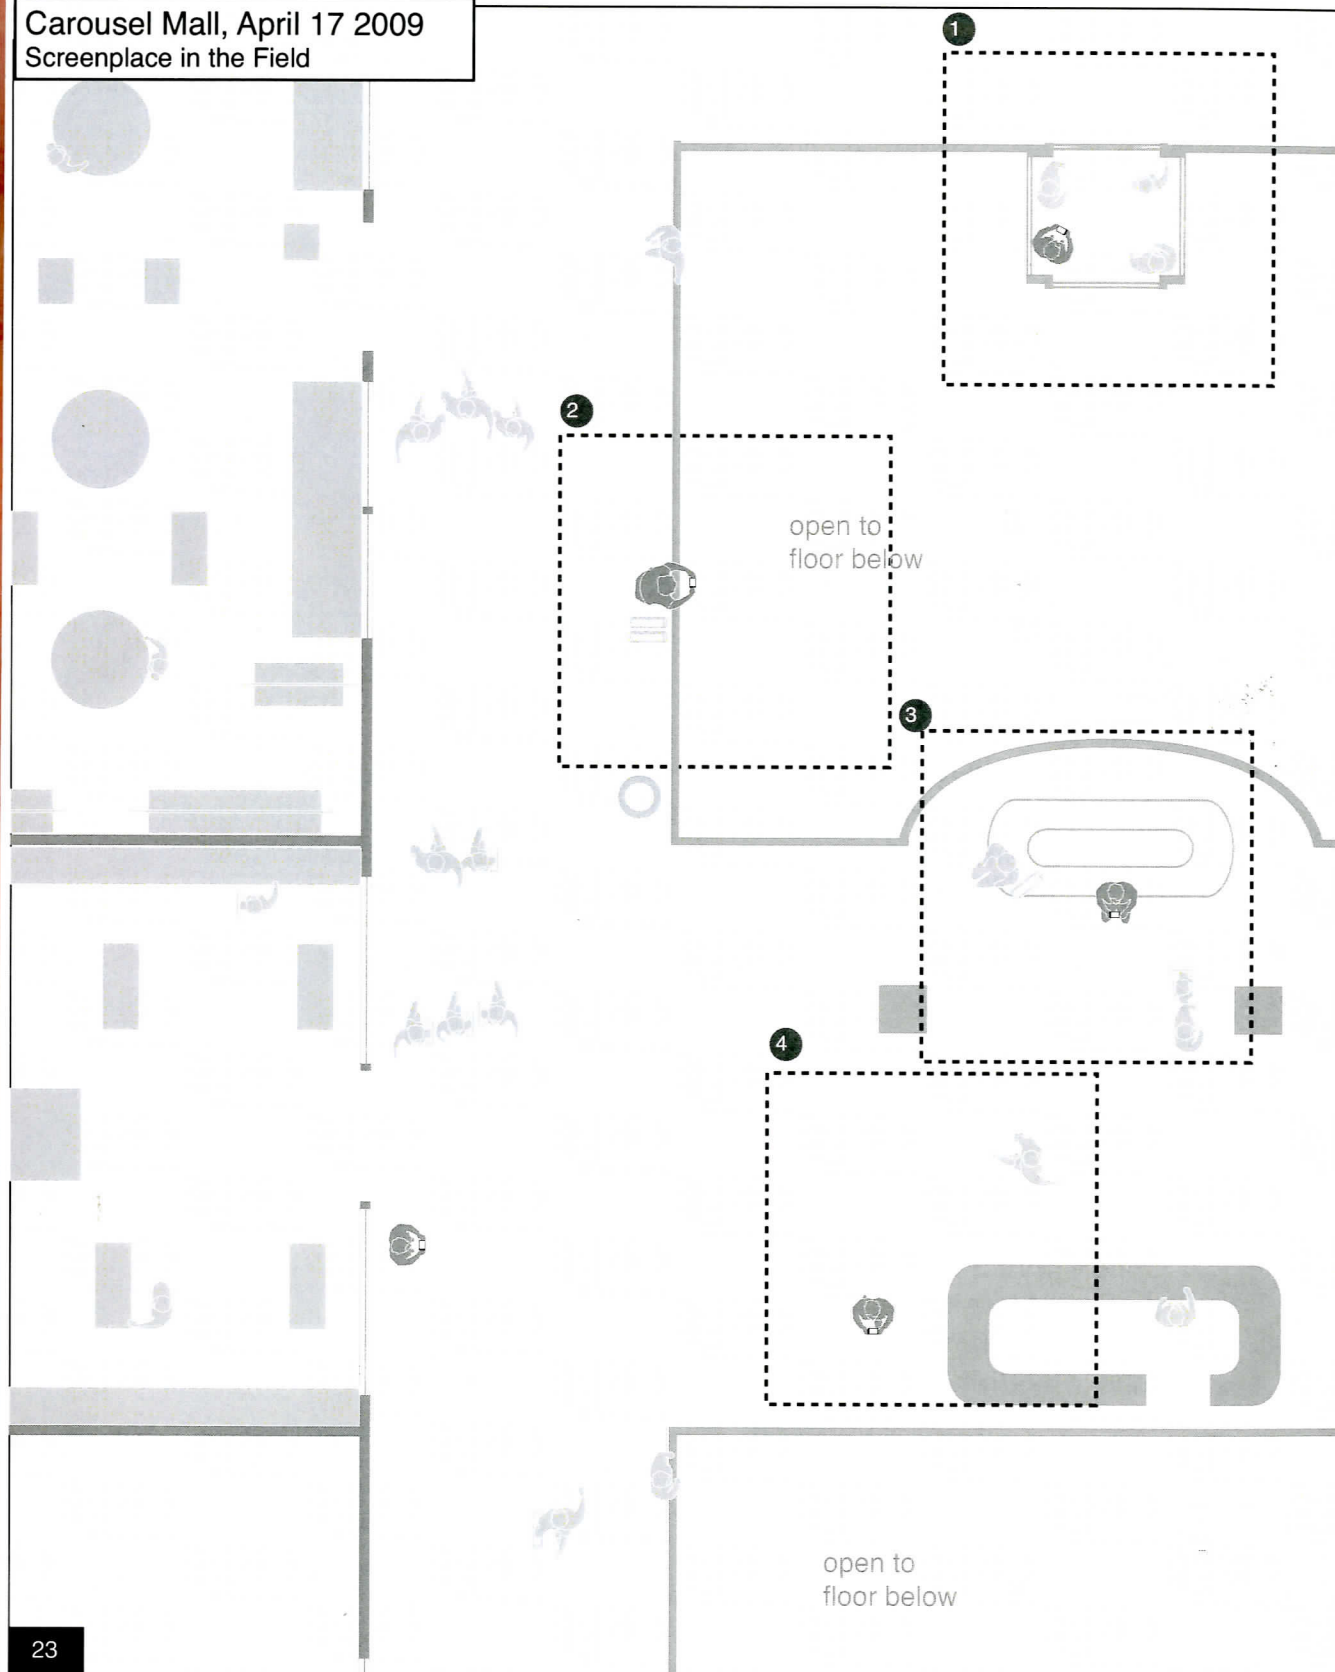 Carousel Mall, April 17 2009
Screenplace in the Field
1
2
open to
floor below
3
4
open to
floor below
23